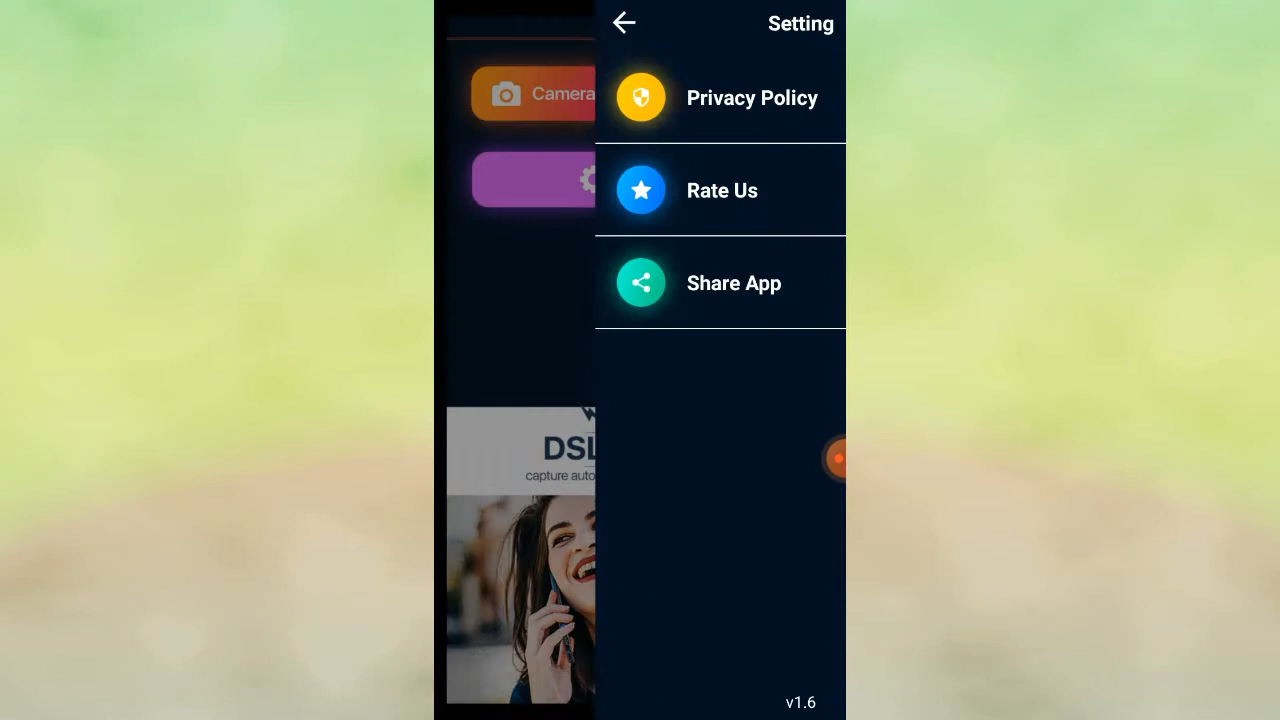 Setting
Camera
Privacy Policy
Rate Us
Share App
DSL
capture auto
v1.6